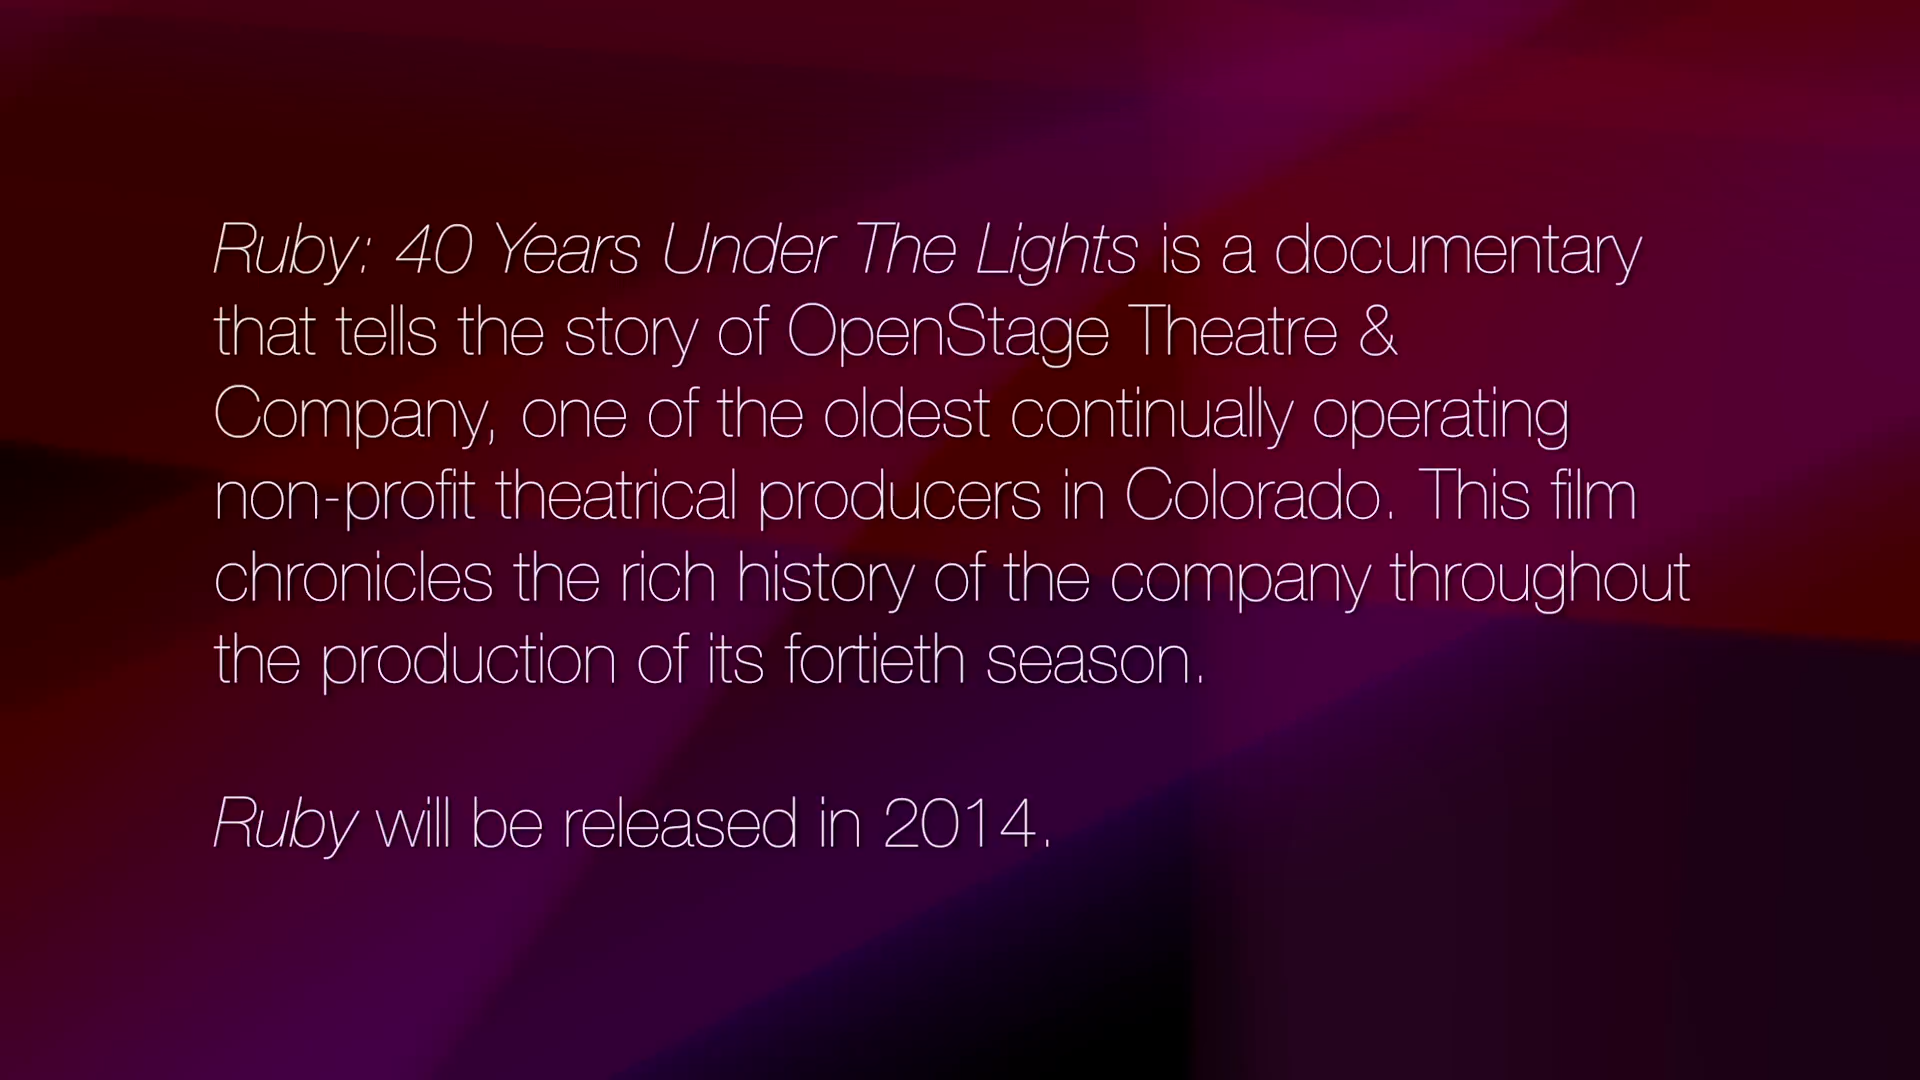 Ruby: 40 Years Under The Lights is a documentary
that tells the story of OpenStage Theatre &
Company, one of the oldest continually operating
non-profit theatrical producers in Colorado. This film
chronicles the rich history of the company throughout
the production of its fortieth season.
Ruby will be released in 2014.